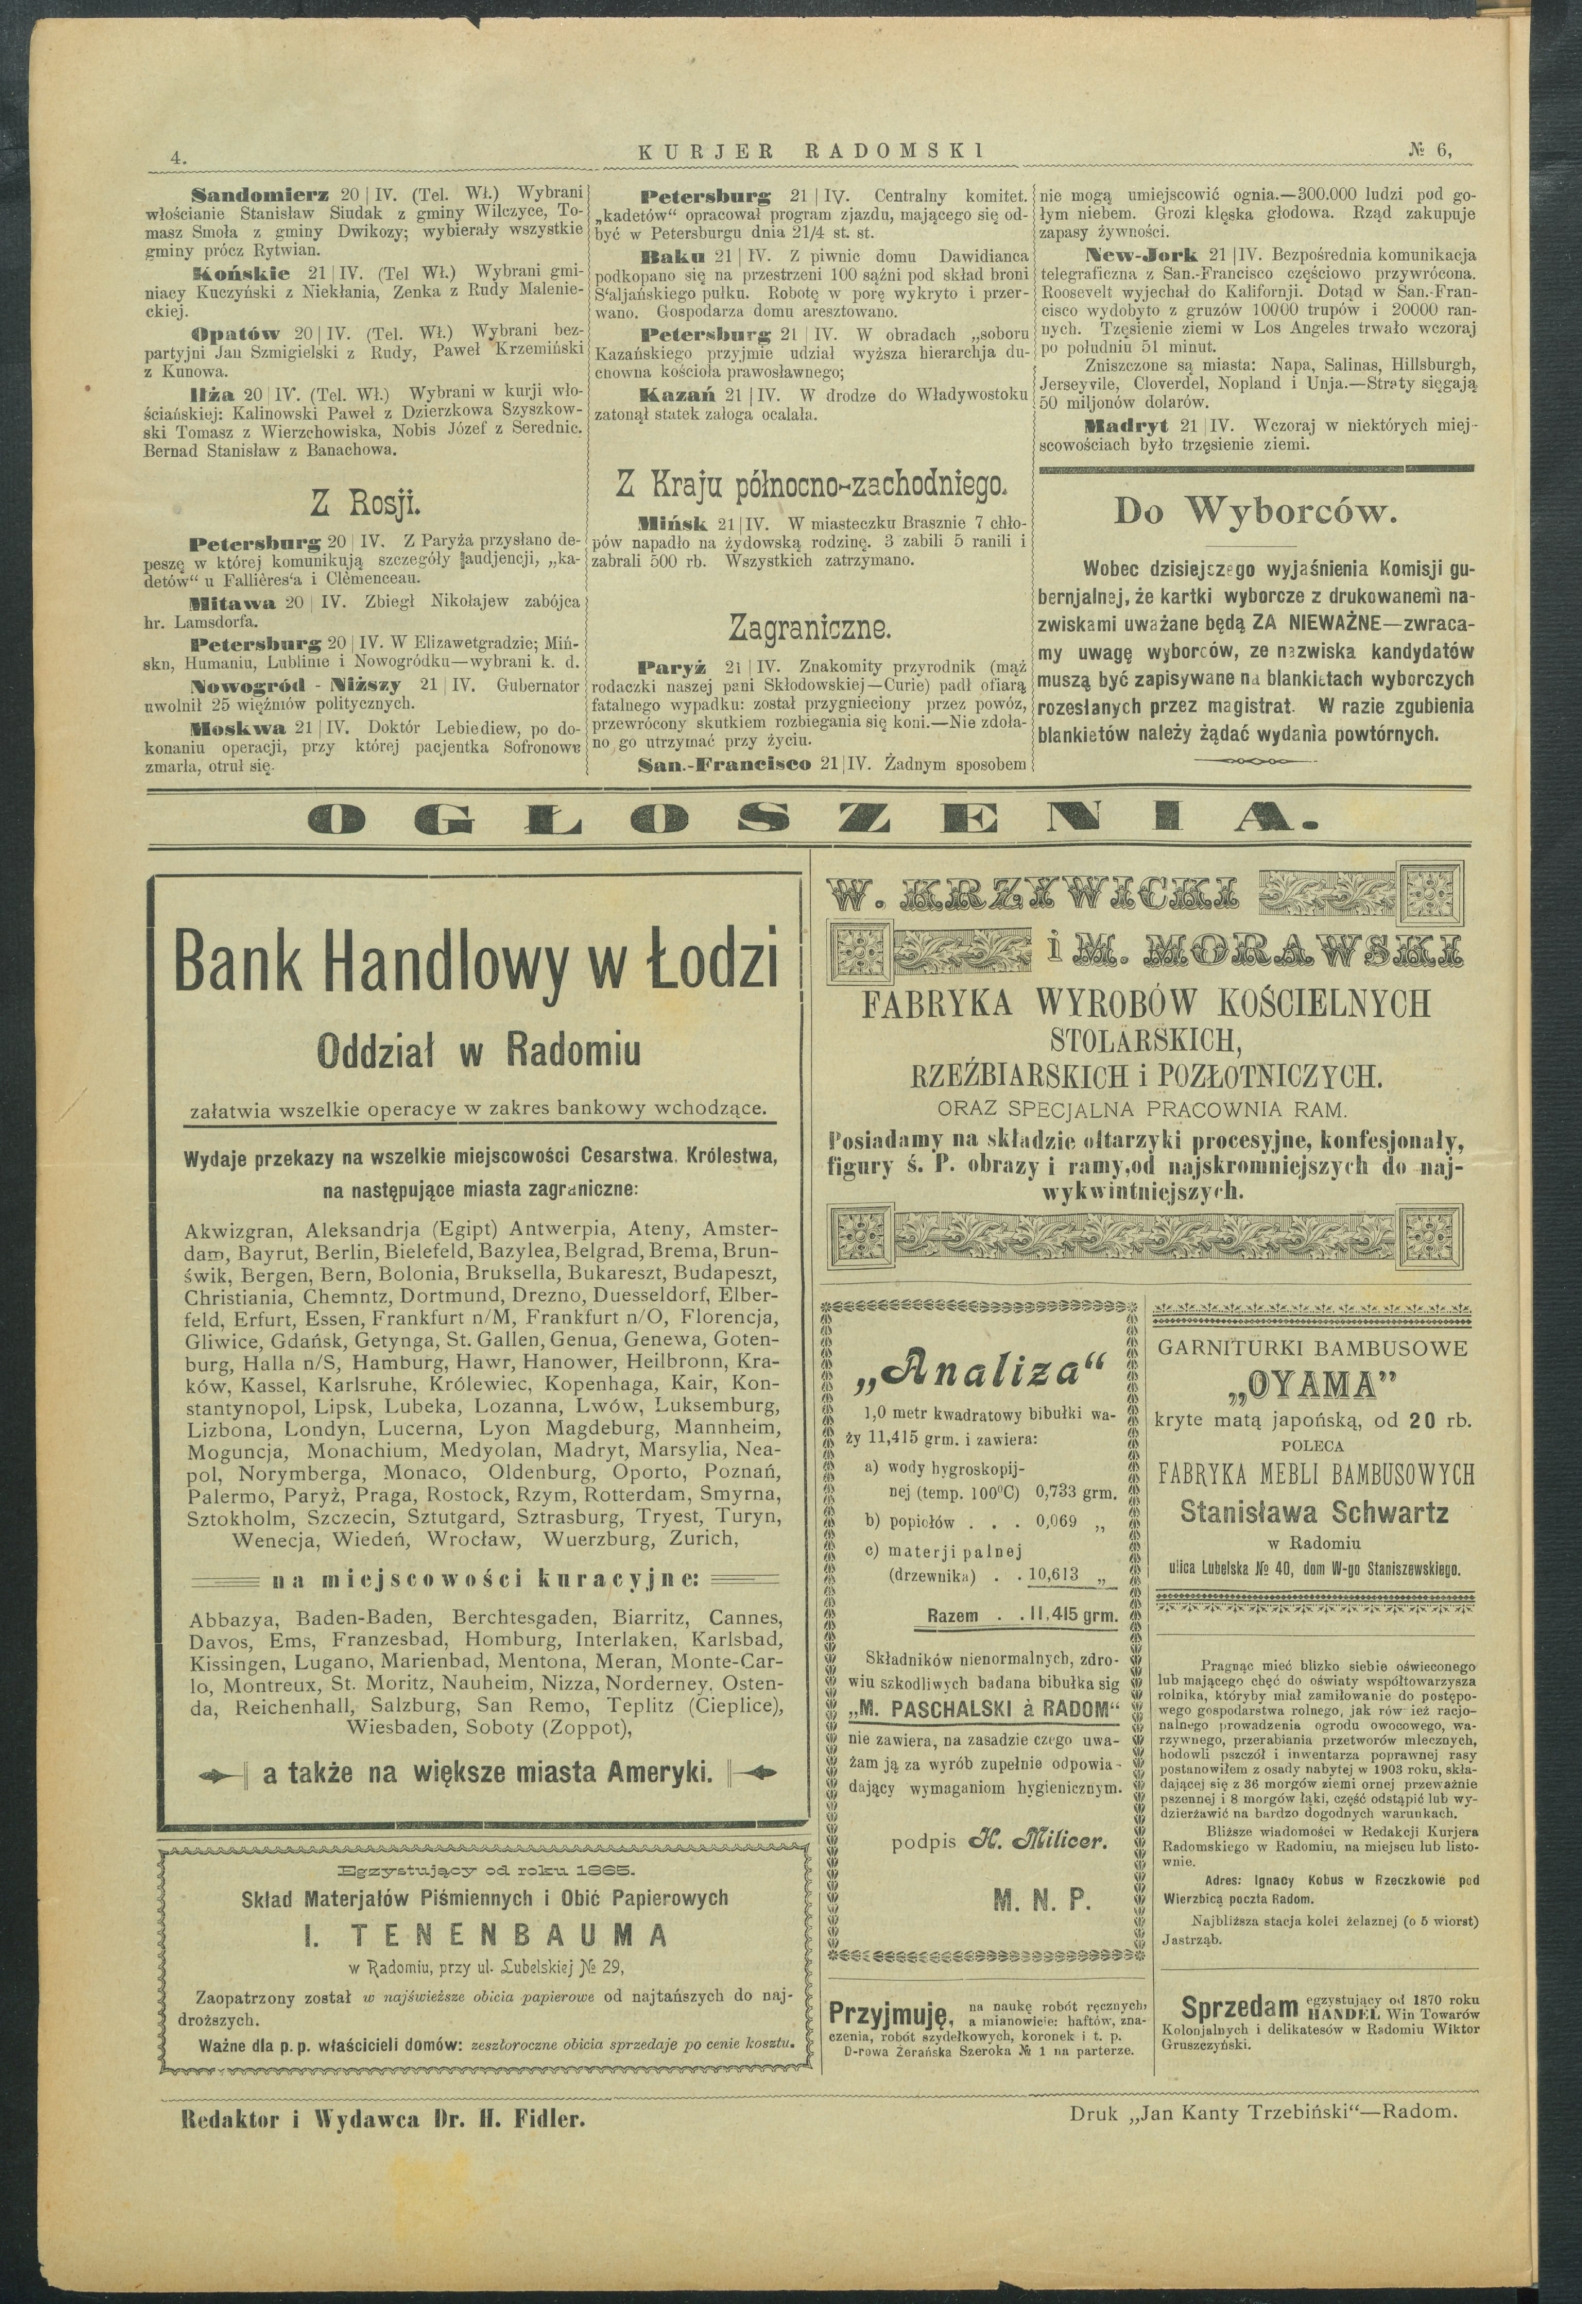 4.
KURJER RADOMSKI
№ 6,
Sandomierz 20 | IV. (Tel. Wł.) Wybrani
włościanie Stanisław Siudak z gminy Wilczyce, To-
masz Smoła z gminy Dwikozy; wybierały wszystkie
gminy prócz Rytwian.
Końskie 21 | IV. (Tel Wł.) Wybrani gmi-
niacy Kuczyński z Niekłania, Zenka z Rudy Malenie-
ckiej.
Opatów 20 | IV. (Tel. Wł.) Wybrani bez-
partyjni Jan Szmigielski z Rudy, Paweł Krzemiński
z Kunowa.
Iłża 20 | IV. (Tel. Wł.) Wybrani w kurji wło-
ściańskiej: Kalinowski Paweł z Dzierzkowa Szyszkow-
ski Tomasz z Wierzchowiska, Nobis Józef z Serednic.
Bernad Stanisław z Banachowa.
Z Rosji.
Petersburg 20 | IV. Z Paryża przysłano de-
peszę w której komunikują szczegóły audjencji, „ka-
detów“ u Fallières‘a i Clèmenceau.
Mitawa 20 | IV. Zbiegł Nikołajew zabójca
hr. Lamsdorfa.
Petersburg 20 | IV. W Elizawetgradzie; Miń-
sku, Humaniu, Lublinie i Nowogródku—wybrani k. d.
Nowogród - Niższy 21 | IV. Gubernator
uwolnił 25 więźniów politycznych.
Moskwa 21 | IV. Doktór Lebiediew, po do-
konaniu operacji, przy której pacjentka Sofronowe
zmarła, otruł się.
Petersburg 21 | IV. Centralny komitet.
„kadetów“ opracował program zjazdu, mającego się od-
być w Petersburgu dnia 21/4 st. st.
Baku 21 | IV. Z piwnic domu Dawidianca
podkopano się na przestrzeni 100 sążni pod skład broni
S'aljańskiego pułku. Robotę w porę wykryto i przer-
wano. Gospodarza domu aresztowano.
Petersburg 21 | IV. W obradach „soboru
Kazańskiego przyjmie udział wyższa hierarchja du-
chowna kościoła prawosławnego;
Kazań 21 | IV. W drodze do Władywostoku
zatonął statek załoga ocalała.
Z Kraju północno-zachodniego.
Mińsk 21 | IV. W miasteczku Brasznie 7 chło-
pów napadło na żydowską rodzinę. 3 zabili 5 ranili i
zabrali 500 rb. Wszystkich zatrzymano.
Zagraniczne.
Paryż 21 | IV. Znakomity przyrodnik (mąż
rodaczki naszej pani Skłodowskiej—Curie) padł ofiarą
fatalnego wypadku: został przygnieciony przez powóz,
przewrócony skutkiem rozbiegania się koni.—Nie zdoła-
no go utrzymać przy życiu.
San.-Francisco 21 | IV. Żadnym sposobem
nie mogą umiejscowić ognia.—300.000 ludzi pod go-
łym niebem. Grozi klęska głodowa. Rząd zakupuje
zapasy żywności.
New-Jork 21 | IV. Bezpośrednia komunikacja
telegraficzna z San.-Francisco częściowo przywrócona.
Roosevelt wyjechał do Kalifornji. Dotąd w San.-Fran-
cisco wydobyto z gruzów 10000 trupów i 20000 ran-
nych. Tzęsienie ziemi w Los Angeles trwało wczoraj
po południu 51 minut.
Zniszczone są miasta: Napa, Salinas, Hillsburgh,
Jerseyvile, Cloverdel, Nopland i Unja.—Straty sięgają
50 miljonów dolarów.
Madryt 21 | IV. Wczoraj w niektórych miej-
scowościach było trzęsienie ziemi.
Do Wyborców.
Wobec dzisiejszego wyjaśnienia Komisji gu-
bernjalnej, że kartki wyborcze z drukowanemi na-
zwiskami uważane będą ZA NIEWAŻNE—zwraca-
my uwagę wyborców, ze nazwiska kandydatów
muszą być zapisywane na blankietach wyborczych
rozesłanych przez magistrat. W razie zgubienia
blankietów należy żądać wydania powtórnych.
OGŁOSZENIA.
Bank Handlowy w Łodzi
Oddział w Radomiu
załatwia wszelkie operacye w zakres bankowy wchodzące.
Wydaje przekazy na wszelkie miejscowości Cesarstwa. Królestwa,
na następujące miasta zagraniczne:
Akwizgran, Aleksandrja (Egipt) Antwerpia, Ateny, Amster-
dam, Bayrut, Berlin, Bielefeld, Bazylea, Belgrad, Brema, Brun-
świk, Bergen, Bern, Bolonia, Bruksella, Bukareszt, Budapeszt,
Christiania, Chemntz, Dortmund, Drezno, Duesseldorf, Elber-
feld, Erfurt, Essen, Frankfurt n/M, Frankfurt n/O, Florencja,
Gliwice, Gdańsk, Getynga, St. Gallen, Genua, Genewa, Goten-
burg, Halla n/S, Hamburg, Hawr, Hanower, Heilbronn, Kra-
ków, Kassel, Karlsruhe, Królewiec, Kopenhaga, Kair, Kon-
stantynopol, Lipsk, Lubeka, Lozanna, Lwów, Luksemburg,
Lizbona, Londyn, Lucerna, Lyon Magdeburg, Mannheim,
Moguncja, Monachium, Medyolan, Madryt, Marsylia, Nea-
pol, Norymberga, Monaco, Oldenburg, Oporto, Poznań,
Palermo, Paryż, Praga, Rostock, Rzym, Rotterdam, Smyrna,
Sztokholm, Szczecin, Sztutgard, Sztrasburg, Tryest, Turyn,
Wenecja, Wiedeń, Wrocław, Wuerzburg, Zurich,
na miejscowości kuracyjne:
Abbazya, Baden-Baden, Berchtesgaden, Biarritz, Cannes,
Davos, Ems, Franzesbad, Homburg, Interlaken, Karlsbad,
Kissingen, Lugano, Marienbad, Mentona, Meran, Monte-Car-
lo, Montreux, St. Moritz, Nauheim, Nizza, Norderney, Osten-
da, Reichenhall, Salzburg, San Remo, Teplitz (Cieplice),
Wiesbaden, Soboty (Zoppot),
a także na większe miasta Ameryki.
Egzystujący od roku 1865.
Skład Materjałów Piśmiennych i Obić Papierowych
I. TENENBAUMA
w Radomiu, przy ul. Lubelskiej № 29,
Zaopatrzony został w najświeższe obicia papierowe od najtańszych do naj-
droższych.
Ważne dla p. p. właścicieli domów: zeszłoroczne obicia sprzedaje po cenie kosztu.
W. KRZYWICKI
i M. MORAWSKI
FABRYKA WYROBÓW KOŚCIELNYCH
STOLARSKICH,
RZEŹBIARSKICH i POZŁOTNICZYCH.
ORAZ SPECJALNA PRACOWNIA RAM.
Posiadamy na składzie ołtarzyki procesyjne, konfesjonały,
figury ś. P. obrazy i ramy,od najskromniejszych do naj-
wykwintniejszych.
„Analiza“
1,0 metr kwadratowy bibułki wa-
ży 11,415 grm. i zawiera:
a) wody hygroskopij-
nej (temp. 100°C) 0,733 grm.
b) popiołów . . . 0,069 „
c) materji palnej
(drzewnika) . . 10,613 „
Razem . . 11,415 grm.
Składników nienormalnych, zdro-
wiu szkodliwych badana bibułka sig
„M. PASCHALSKI à RADOM“
nie zawiera, na zasadzie czego uwa-
żam ją za wyrób zupełnie odpowia-
dający wymaganiom hygienicznym.
podpis H. Milicer.
M. N. P.
Przyjmuję, na naukę robót ręcznych,
a mianowicie: haftów, zna-
czenia, robót szydełkowych, koronek i t. p.
D-rowa Żerańska Szeroka № 1 na parterze.
GARNITURKI BAMBUSOWE
„OYAMA”
kryte matą japońską, od 20 rb.
POLECA
FABRYKA MEBLI BAMBUSOWYCH
Stanisława Schwartz
w Radomiu
ulica Lubelska № 40, dom W-go Staniszewskiego.
Pragnąc mieć blizko siebie oświeconego
lub mającego chęć do oświaty współtowarzysza
rolnika, któryby miał zamiłowanie do postępo-
wego gospodarstwa rolnego, jak rów ież racjo-
nalnego prowadzenia ogrodu owocowego, wa-
rzywnego, przerabiania przetworów mlecznych,
hodowli pszczół i inwentarza poprawnej rasy
postanowiłem z osady nabytej w 1903 roku, skła-
dającej się z 36 morgów ziemi ornej przeważnie
pszennej i 8 morgów łąki, część odstąpić lub wy-
dzierżawić na bardzo dogodnych warunkach.
Bliższe wiadomości w Redakcji Kurjera
Radomskiego w Radomiu, na miejscu lub listo-
wnie.
Adres: Ignacy Kobus w Rzeczkowie pod
Wierzbicą poczta Radom.
Najbliższa stacja kolei żelaznej (o 5 wiorst)
Jastrząb.
Sprzedam egzystujący od 1870 roku
HANDEL Win Towarów
Kolonjalnych i delikatesów w Radomiu Wiktor
Gruszczyński.
Redaktor i Wydawca Dr. H. Fidler.
Druk „Jan Kanty Trzebiński“—Radom.